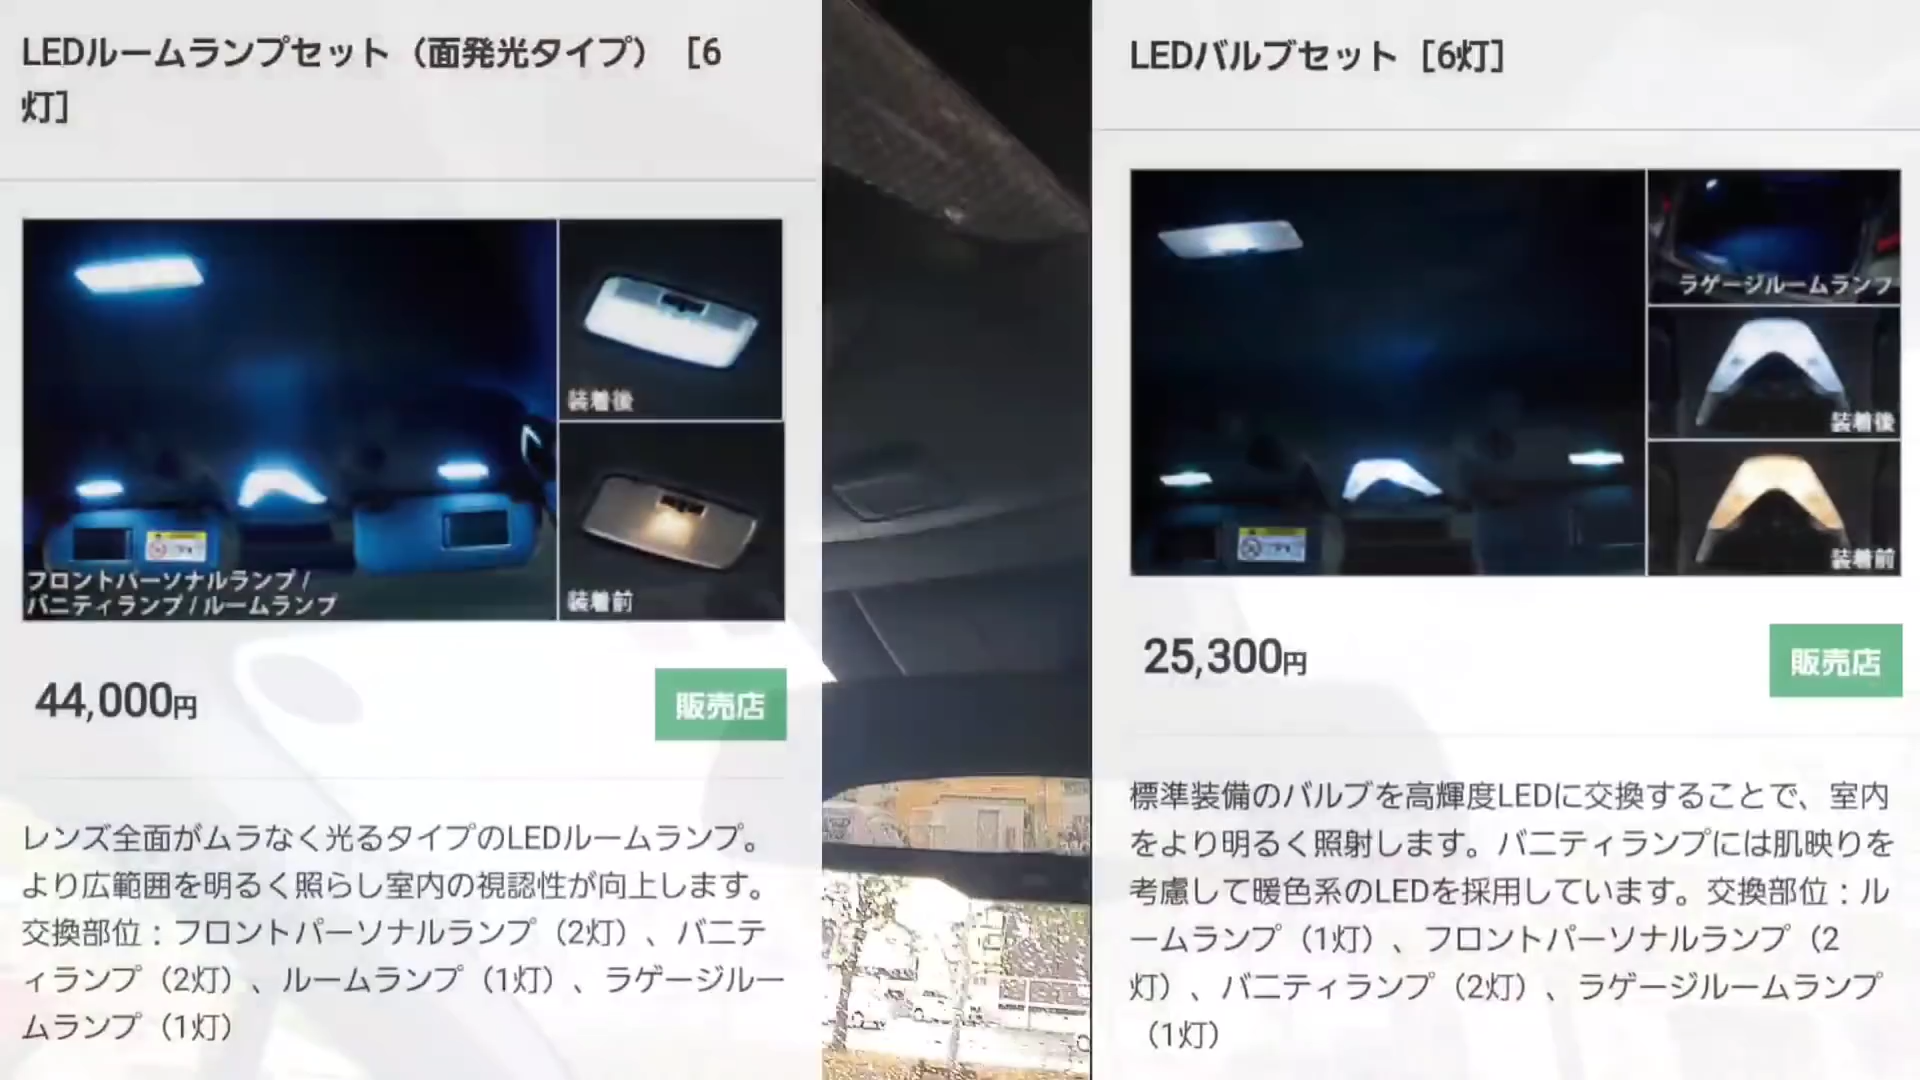 LEDルームランプセット（面発光タイプ）［6
灯］
装着後
フロントパーソナルランプ /
バニティランプ / ルームランプ
装着前
44,000円
販売店
レンズ全面がムラなく光るタイプのLEDルームランプ。
より広範囲を明るく照らし室内の視認性が向上します。
交換部位：フロントパーソナルランプ（2灯）、バニテ
ィランプ（2灯）、ルームランプ（1灯）、ラゲージルー
ムランプ（1灯）
LEDバルブセット［6灯］
ラゲージルームランプ
装着後
装着前
25,300円
販売店
標準装備のバルブを高輝度LEDに交換することで、室内
をより明るく照射します。バニティランプには肌映りを
考慮して暖色系のLEDを採用しています。交換部位：ル
ームランプ（1灯）、フロントパーソナルランプ（2
灯）、バニティランプ（2灯）、ラゲージルームランプ
（1灯）